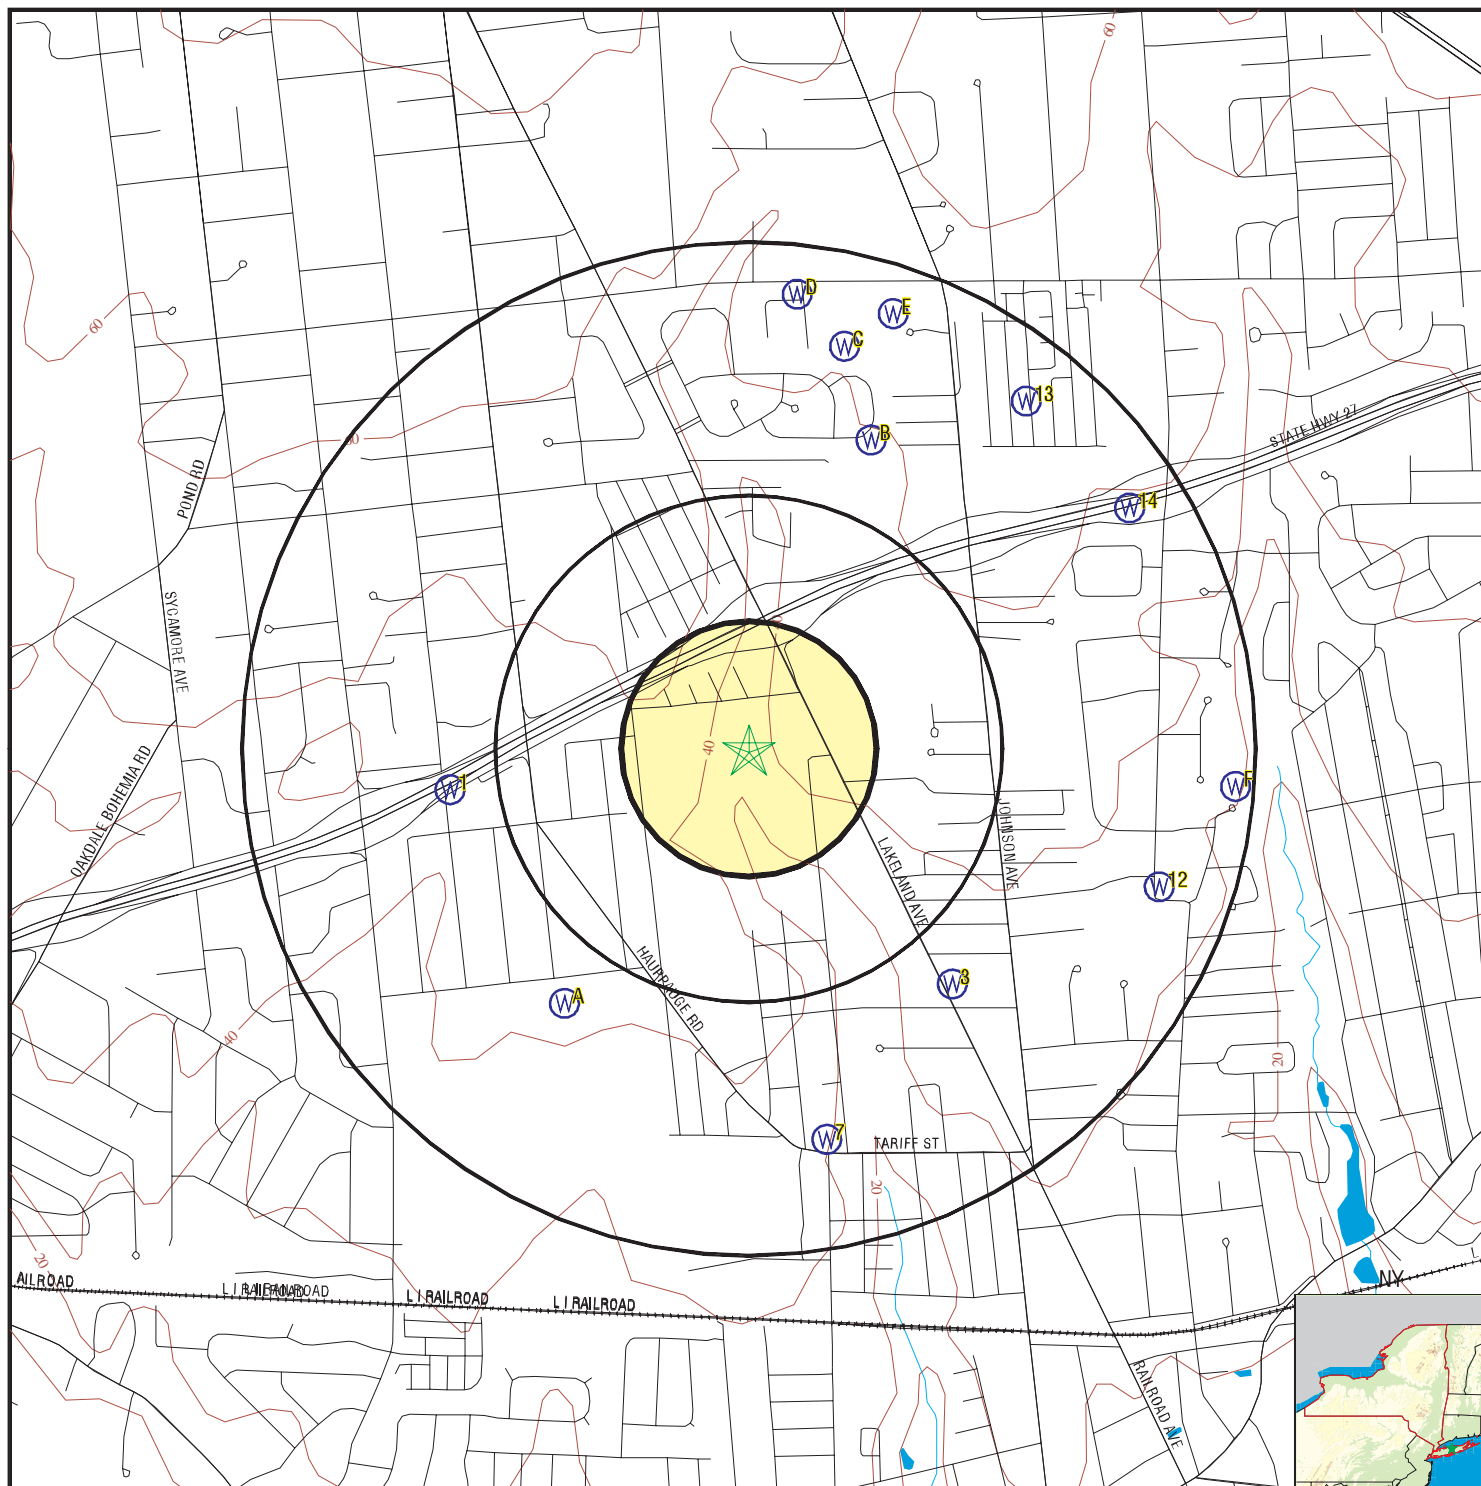 60
W D
W E
W C
60
W 13
STATE HWY 27
60
W B
POND RD
W 14
SYCAMORE AVE
40
40
OAKDALE BOHEMIA RD
W 1
W F
JOHNSON AVE
LAKELAND AVE
W 12
HAURPAUGE RD
W 3
W A
40
20
W 7
TARIFF ST
20
20
NY
AILROAD
L I RAILROAD
L I RAILROAD
L I RAILROAD
L
RAILROAD AVE